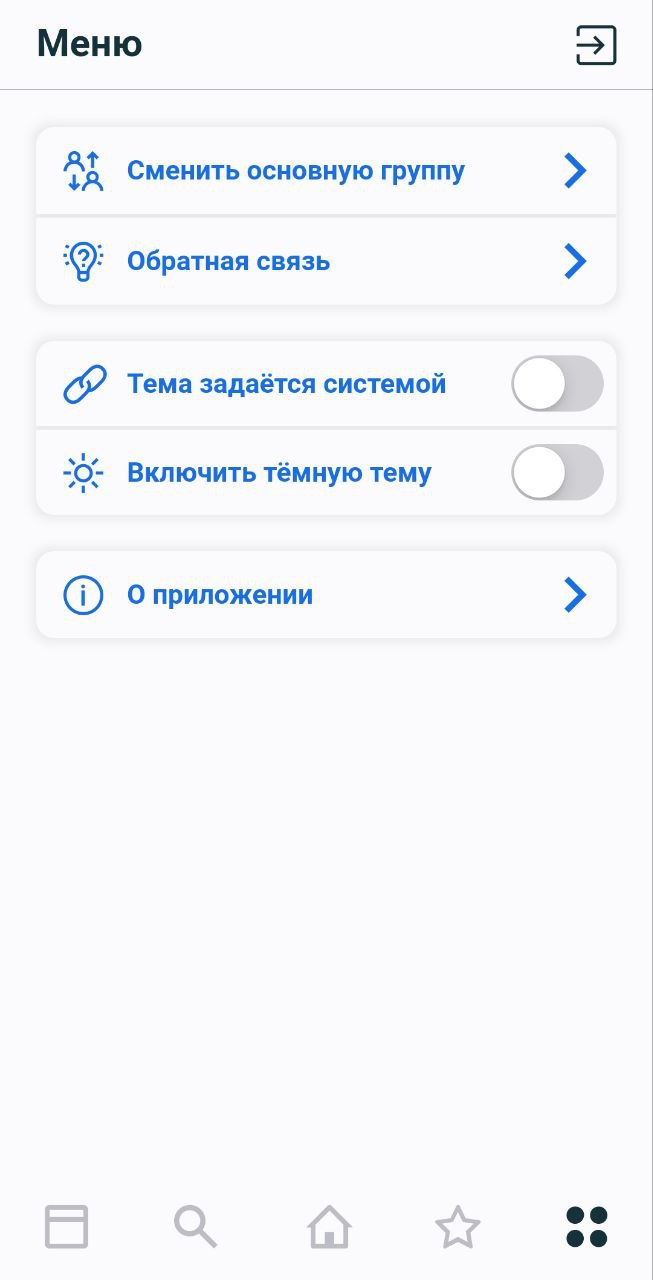 Меню
Сменить основную группу
Обратная связь
Тема задаётся системой
Включить тёмную тему
О приложении